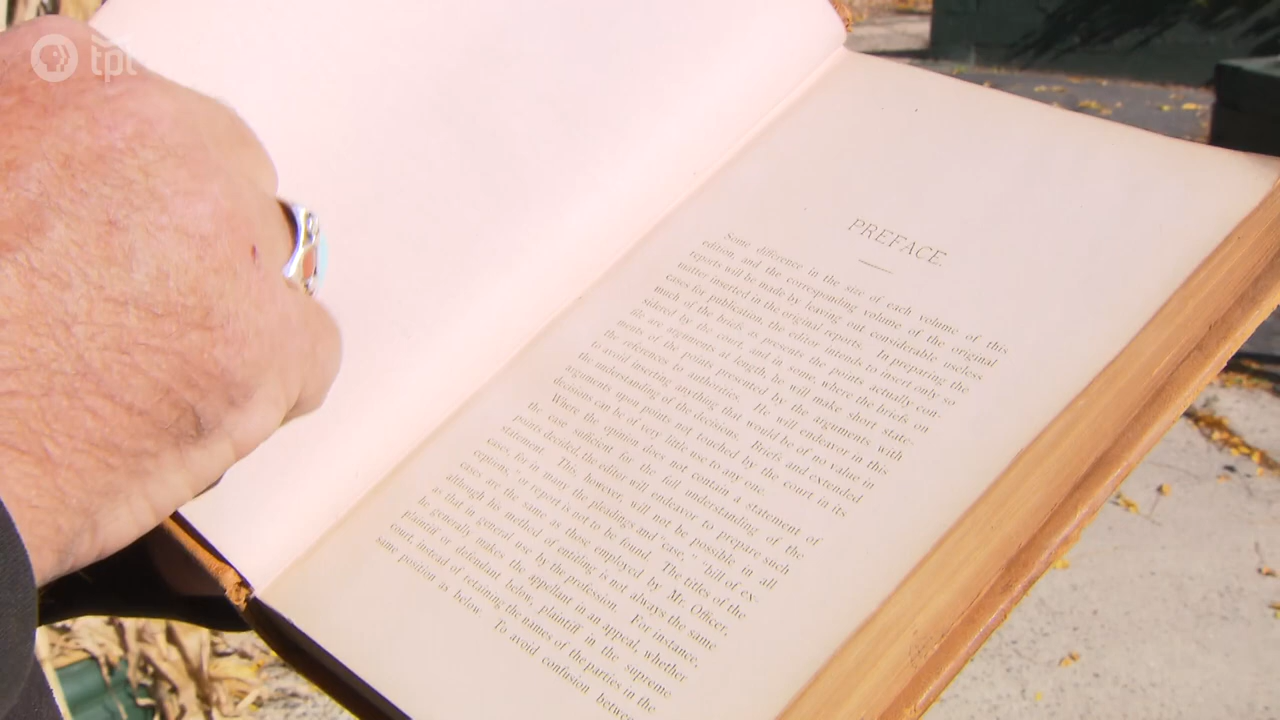 tpt
PREFACE.
Some difference in the size of each volume of this
edition, and the corresponding volume of the original
reports will be made by leaving out considerable useless
matter inserted in the original reports. In preparing the
cases for publication, the editor intends to insert only so
much of the briefs as presents the points actually con-
sidered by the court, and in some, where the briefs on
file are arguments at length, he will make short state-
ments of the points presented by the arguments with
the references to authorities. He will endeavor in this
to avoid inserting anything that would be of no value in
the understanding of the decisions. Briefs and extended
arguments upon points not touched by the court in its
decisions can be of very little use to any one.
Where the opinion does not contain a statement of
the case sufficient for the full understanding of the
points decided, the editor will endeavor to prepare such
statement. This, however, will not be possible in all
cases, for in many the pleadings and "case," "bill of ex-
ceptions," or report is not to be found. The titles of the
cases are the same as those employed by Mr. Officer,
although his method of entitling is not always the same
as that in general use by the profession. For instance,
he generally makes the appellant in an appeal, whether
plaintiff or defendant below, plaintiff in the supreme
court, instead of retaining the names of the parties in the
same position as below. To avoid confusion betwee